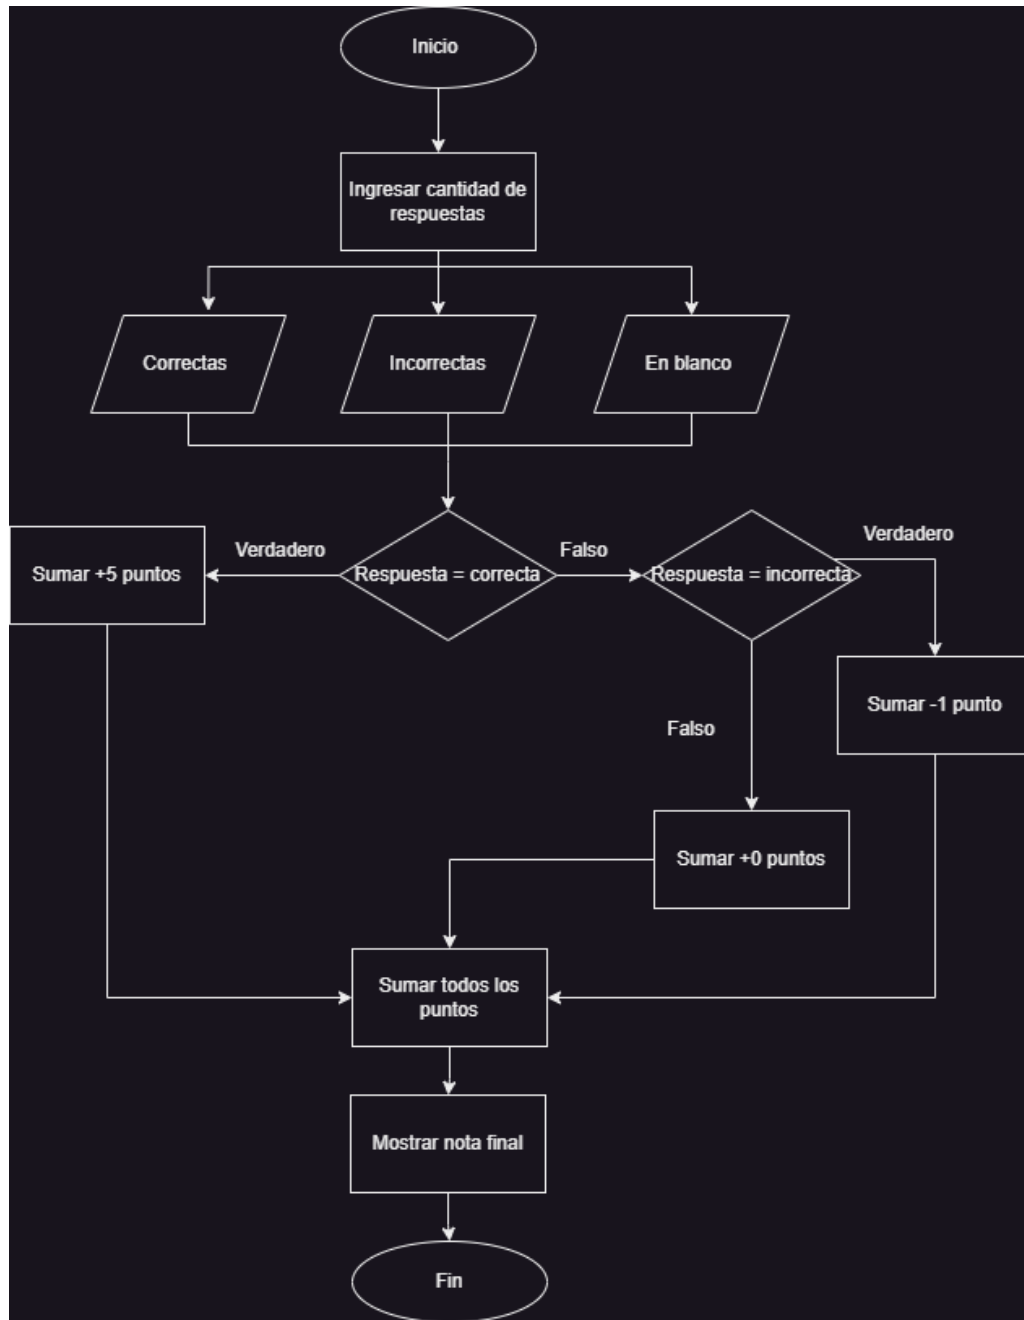 Inicio
Ingresar cantidad de
respuestas
Correctas
Incorrectas
En blanco
Verdadero
Falso
Verdadero
Sumar +5 puntos
Respuesta = correcta
Respuesta = incorrecta
Sumar -1 punto
Falso
Sumar +0 puntos
Sumar todos los
puntos
Mostrar nota final
Fin